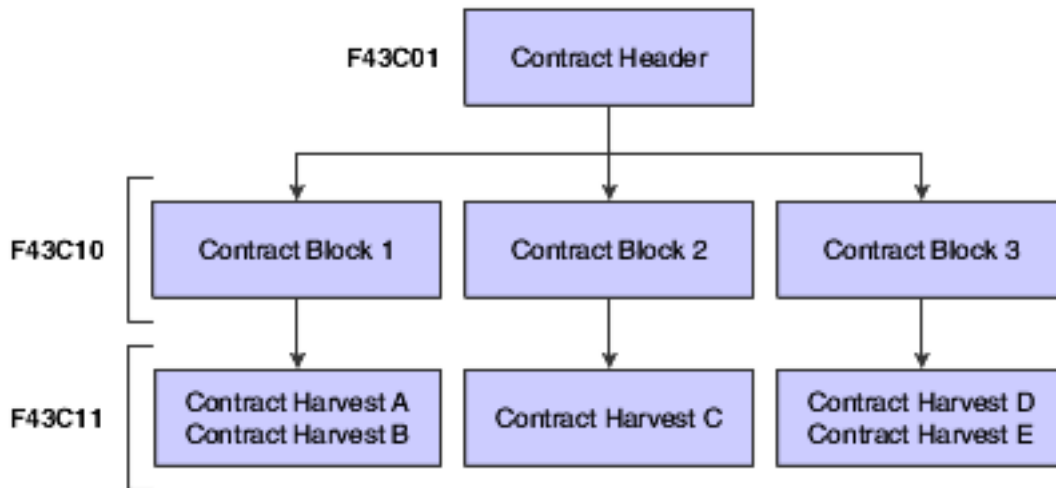 F43C01
Contract Header
F43C10
Contract Block 1
Contract Block 2
Contract Block 3
F43C11
Contract Harvest A
Contract Harvest B
Contract Harvest C
Contract Harvest D
Contract Harvest E